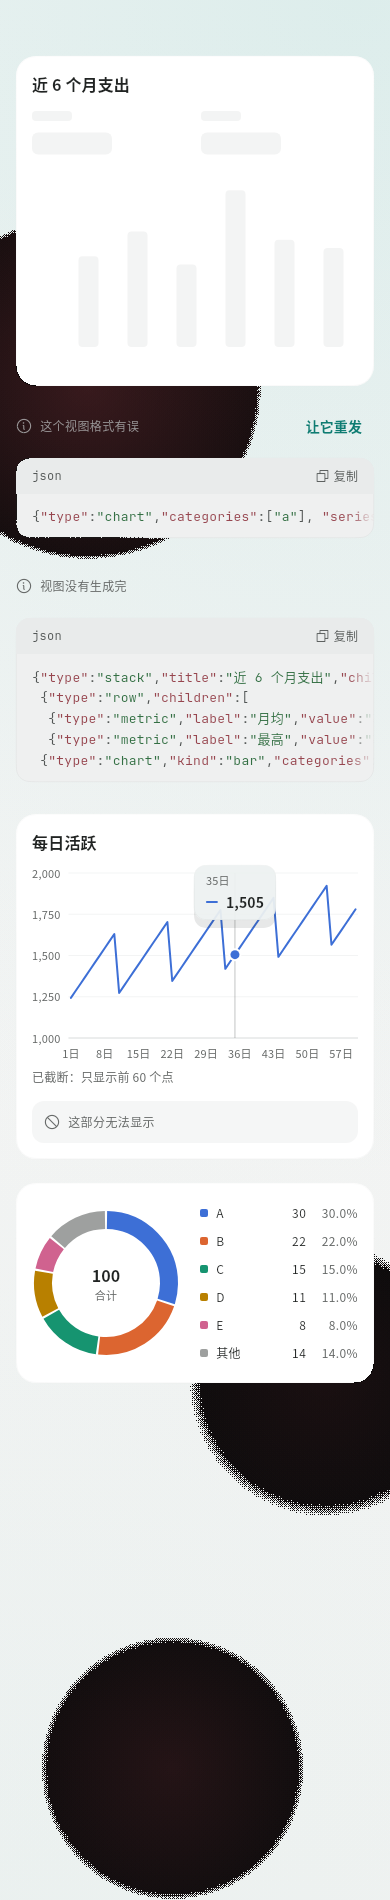 近 6 个月支出
这个视图格式有误 让它重发
json 复制
{"type":"chart","categories":["a"], "serie
视图没有生成完
json 复制
{"type":"stack","title":"近 6 个月支出","chi
{"type":"row","children":[
{"type":"metric","label":"月均","value":"
{"type":"metric","label":"最高","value":"
{"type":"chart","kind":"bar","categories"
每日活跃
2,000
35日
1,505
1,750
1,500
1,250
1,000
1日 8日 15日 22日 29日 36日 43日 50日 57日
已截断：只显示前 60 个点
这部分无法显示
100
合计
A 30 30.0%
B 22 22.0%
C 15 15.0%
D 11 11.0%
E 8 8.0%
其他 14 14.0%